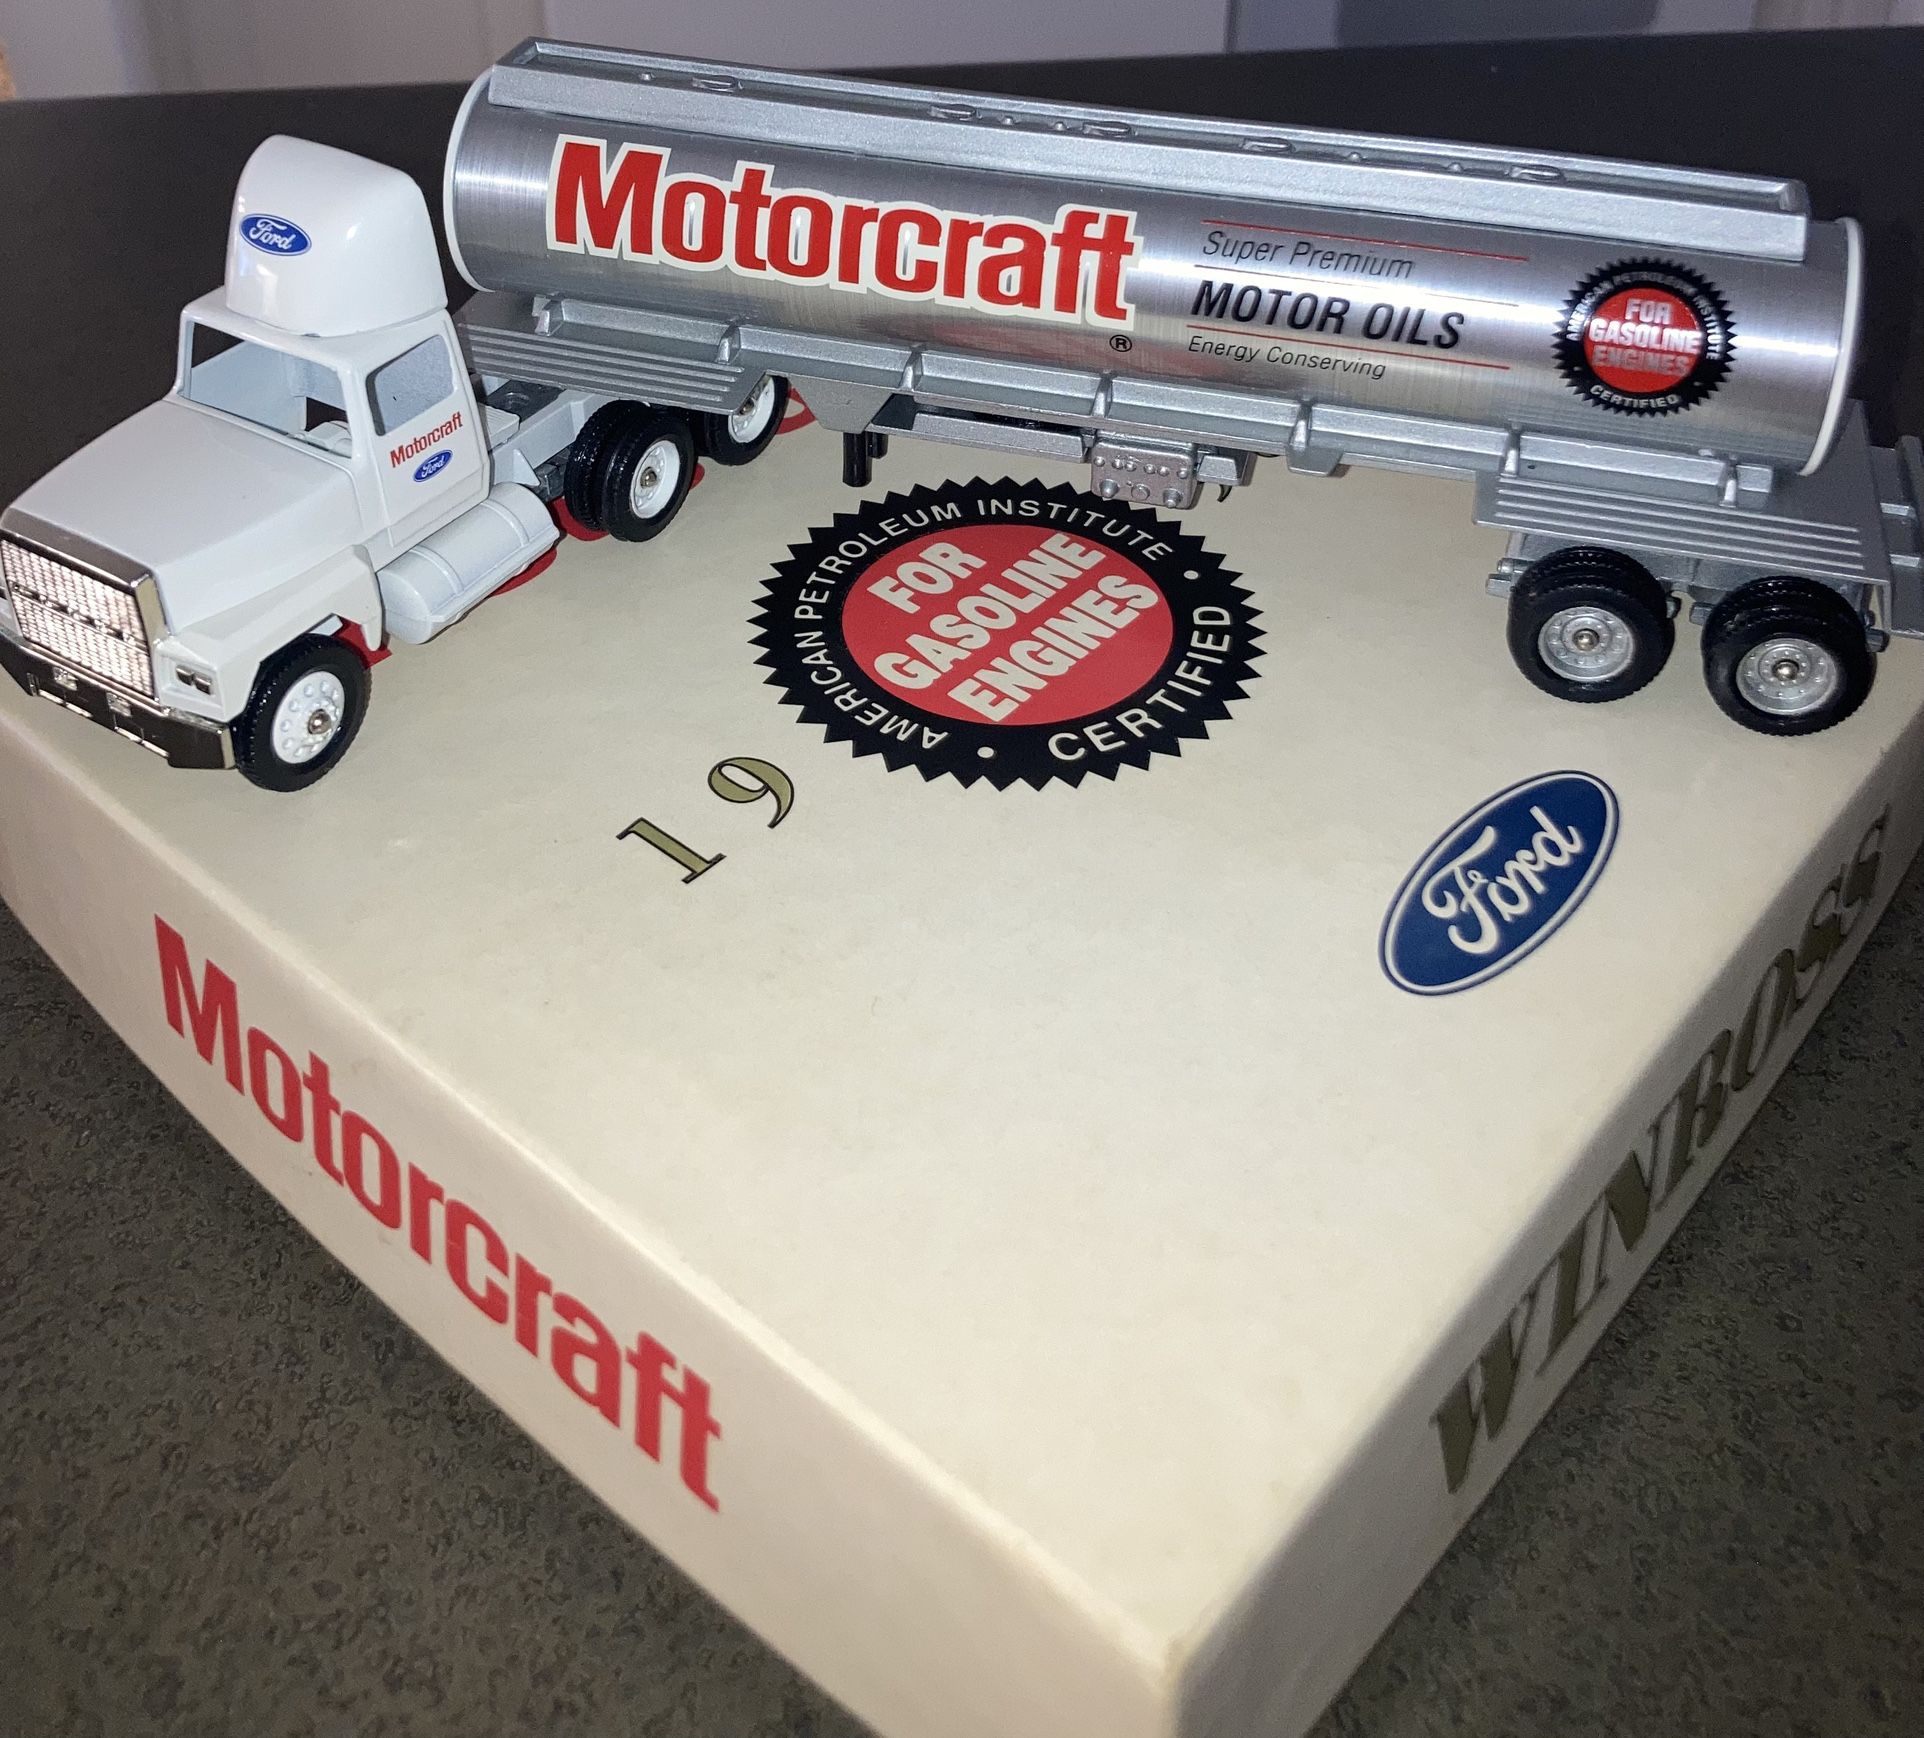 Ford
Motorcraft
Ford
Motorcraft
®
Super Premium
MOTOR OILS
Energy Conserving
AMERICAN PETROLEUM INSTITUTE
FOR
GASOLINE
ENGINES
CERTIFIED
AMERICAN PETROLEUM INSTITUTE
FOR
GASOLINE
ENGINES
• CERTIFIED •
19
Ford
Motorcraft
WINROSS